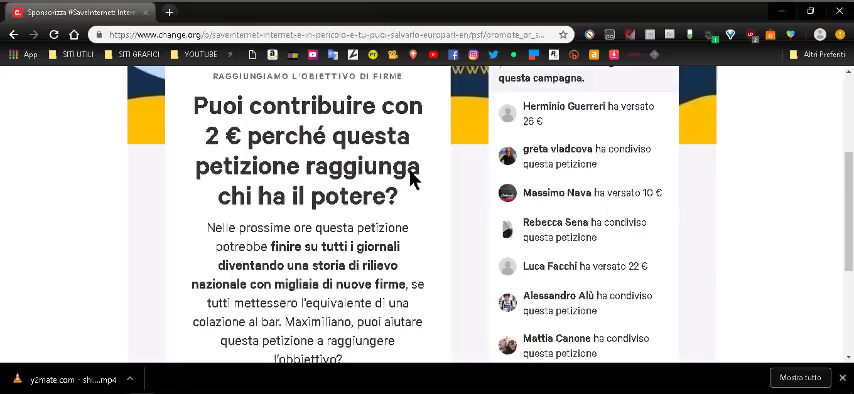 Sponsorizza #SaveInternet: Intern
https://www.change.org/p/saveinternet-internet-è-in-pericolo-e-tu-puoi-salvarlo-europarl-en/psf/promote_or_s...
App SITI UTILI SITI GRAFICI YOUTUBE ? Altri Preferiti
RAGGIUNGIAMO L'OBIETTIVO DI FIRME
Puoi contribuire con
2 € perché questa
petizione raggiunga
chi ha il potere?
Nelle prossime ore questa petizione
potrebbe finire su tutti i giornali
diventando una storia di rilievo
nazionale con migliaia di nuove firme, se
tutti mettessero l'equivalente di una
colazione al bar. Maximiliano, puoi aiutare
questa petizione a raggiungere
l'obbiettivo?
questa campagna.
Herminio Guerreri ha versato
26 €
greta vladcova ha condiviso
questa petizione
Massimo Nava ha versato 10 €
Rebecca Sena ha condiviso
questa petizione
Luca Facchi ha versato 22 €
Alessandro Alù ha condiviso
questa petizione
Mattia Canone ha condiviso
questa petizione
y2mate.com - shi....mp4
Mostra tutto